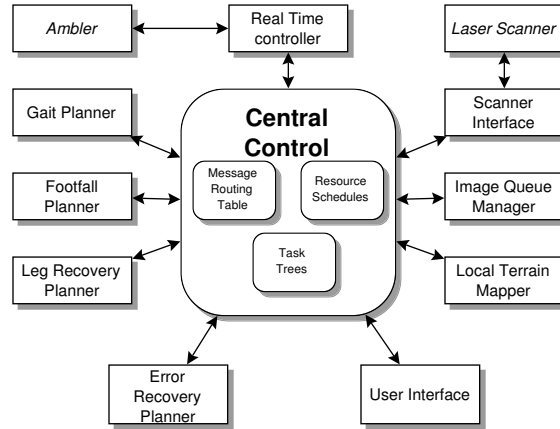 Ambler
Real Time
controller
Laser Scanner
Gait Planner
Central
Control
Scanner
Interface
Message
Routing
Table
Resource
Schedules
Footfall
Planner
Image Queue
Manager
Task
Trees
Leg Recovery
Planner
Local Terrain
Mapper
Error
Recovery
Planner
User Interface